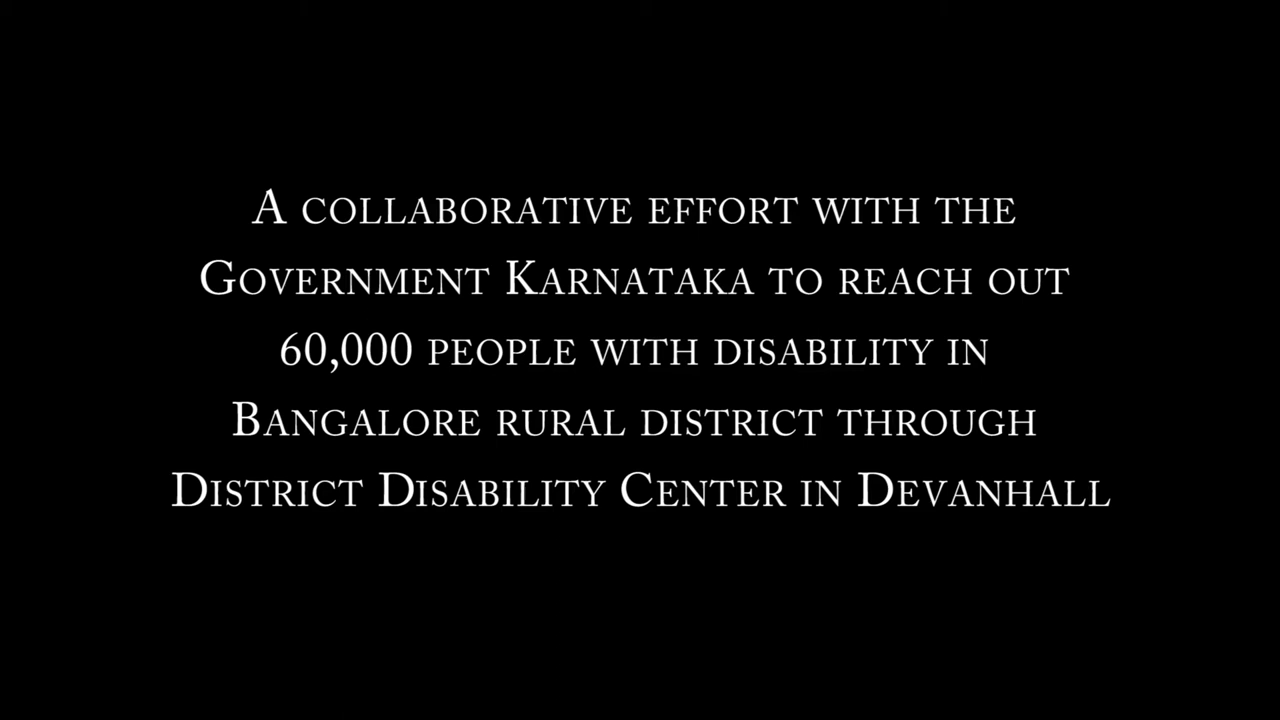 A collaborative effort with the
Government Karnataka to reach out
60,000 people with disability in
Bangalore rural district through
District Disability Center in Devanhall